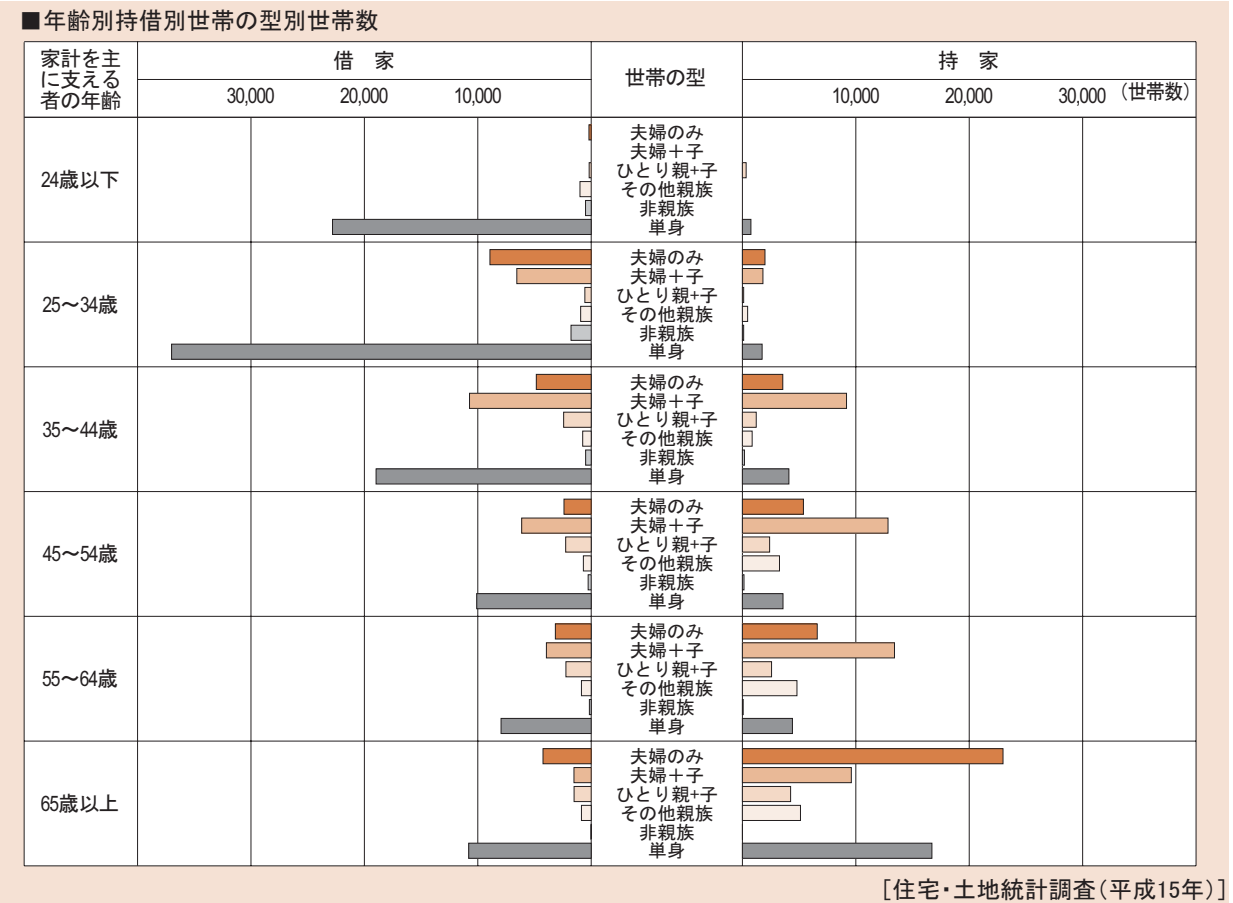 ■年齢別持借別世帯の型別世帯数
家計を主
に支える
者の年齢
借 家
30,000 20,000 10,000
世帯の型
持 家
10,000 20,000 30,000 (世帯数)
24歳以下
夫婦のみ
夫婦＋子
ひとり親+子
その他親族
非親族
単身
25～34歳
夫婦のみ
夫婦＋子
ひとり親+子
その他親族
非親族
単身
35～44歳
夫婦のみ
夫婦＋子
ひとり親+子
その他親族
非親族
単身
45～54歳
夫婦のみ
夫婦＋子
ひとり親+子
その他親族
非親族
単身
55～64歳
夫婦のみ
夫婦＋子
ひとり親+子
その他親族
非親族
単身
65歳以上
夫婦のみ
夫婦＋子
ひとり親+子
その他親族
非親族
単身
[住宅・土地統計調査(平成15年)]